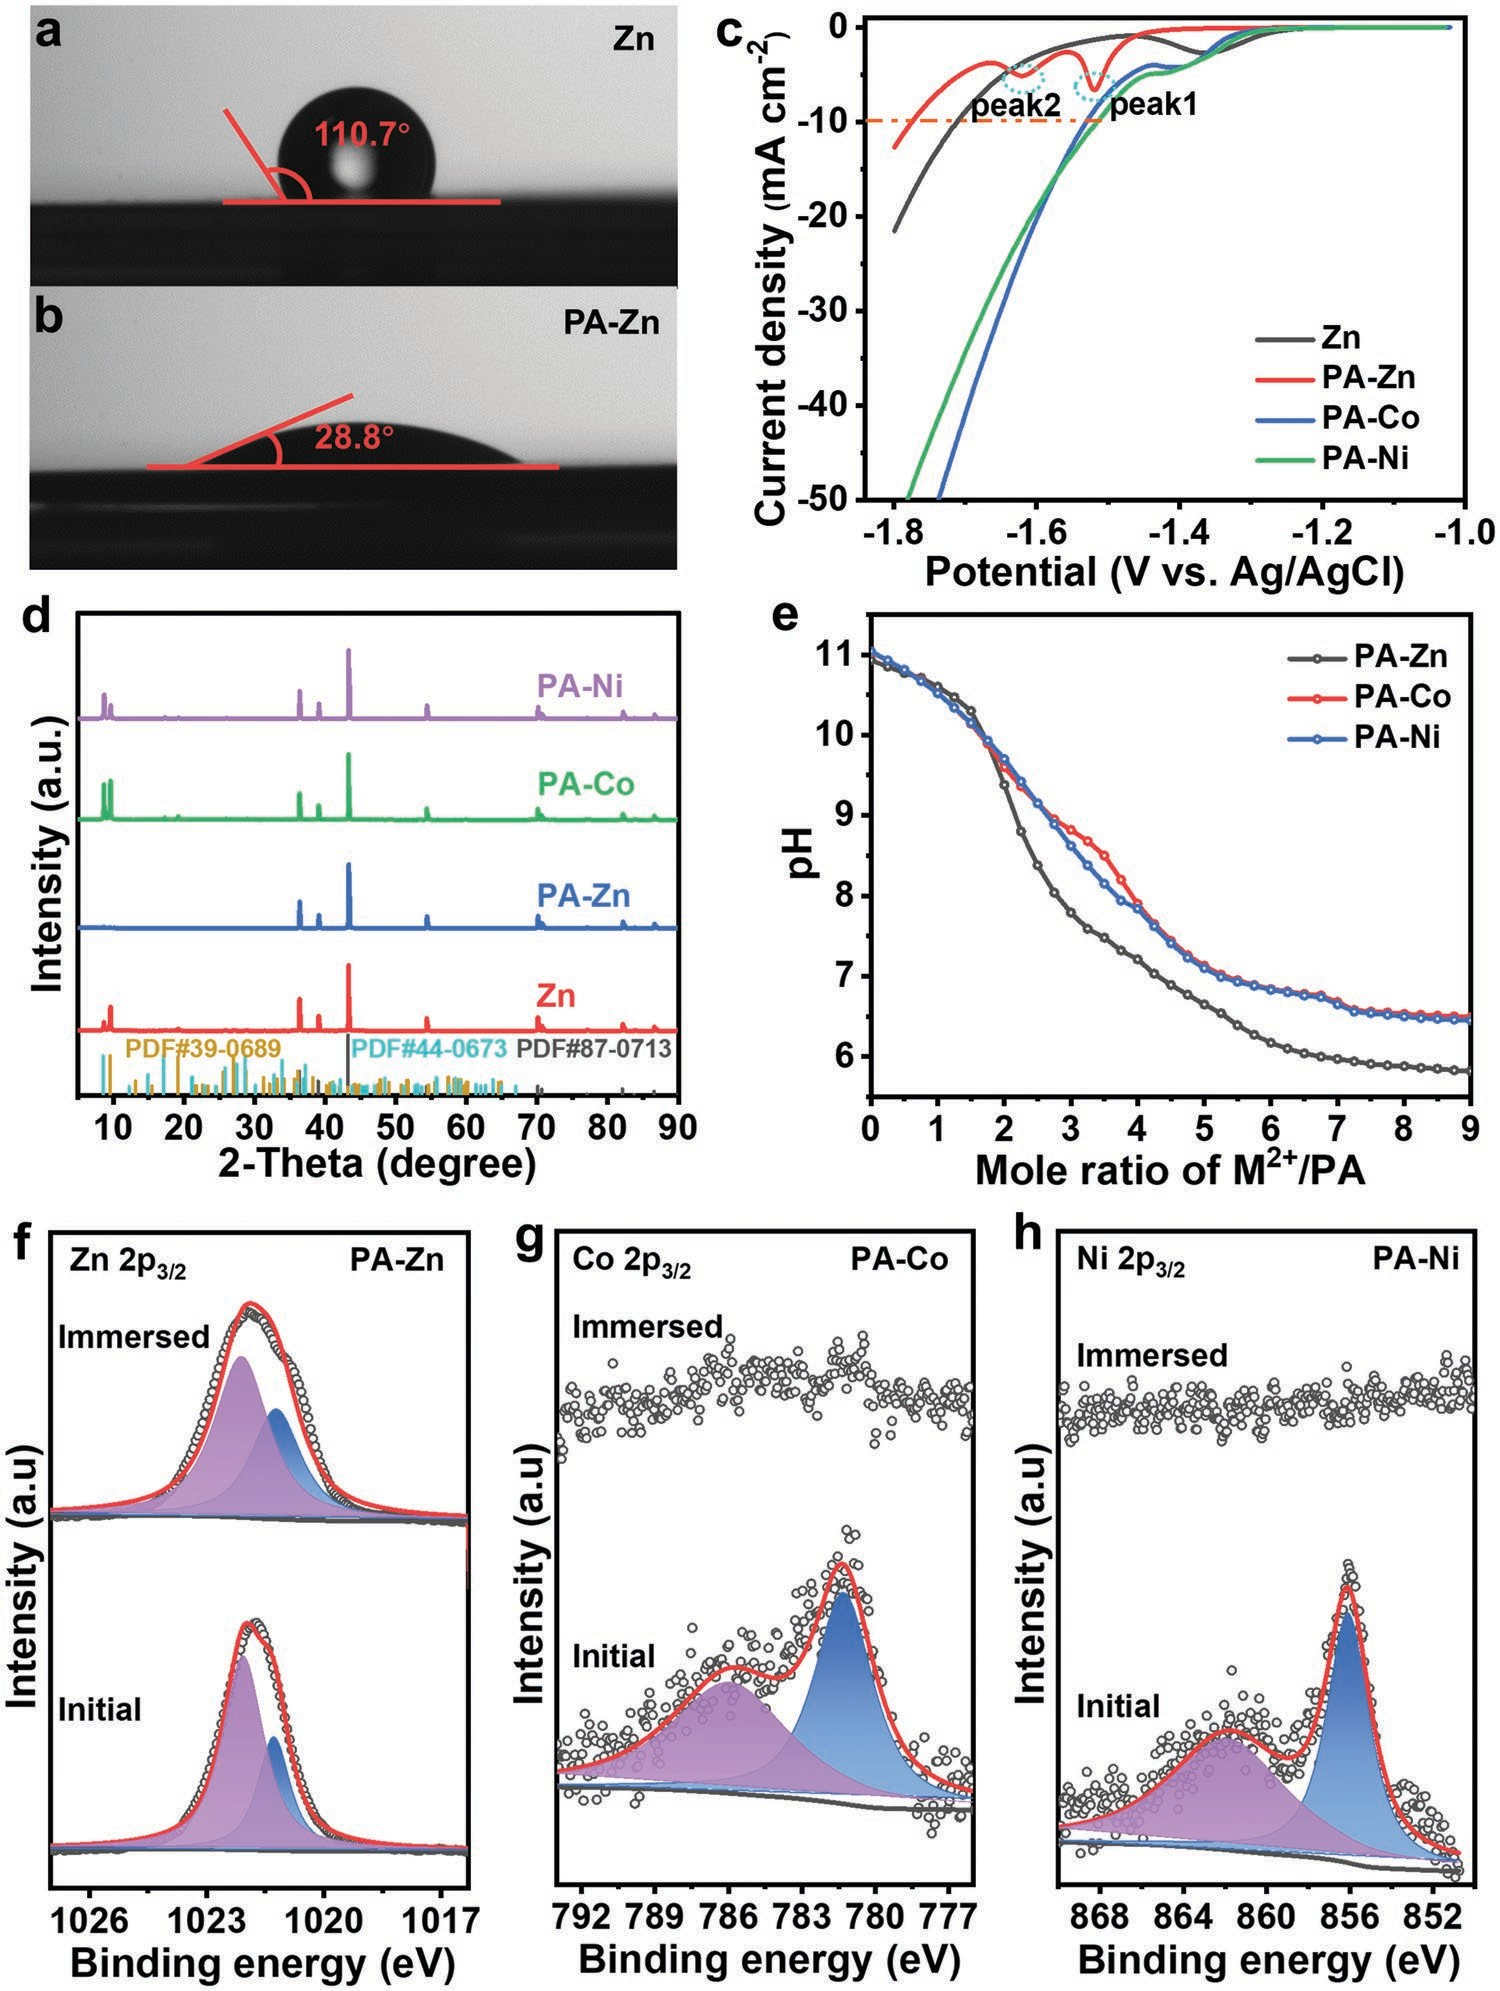 a
Zn
110.7°
b
PA-Zn
28.8°
c
0
-10
-20
-30
-40
-50
Current density (mA cm-2)
peak2
peak1
Zn
PA-Zn
PA-Co
PA-Ni
-1.8 -1.6 -1.4 -1.2 -1.0
Potential (V vs. Ag/AgCl)
d
Intensity (a.u.)
PA-Ni
PA-Co
PA-Zn
Zn
PDF#39-0689 PDF#44-0673 PDF#87-0713
10 20 30 40 50 60 70 80 90
2-Theta (degree)
e
11
10
9
8
7
6
pH
PA-Zn
PA-Co
PA-Ni
0 1 2 3 4 5 6 7 8 9
Mole ratio of M2+/PA
f
Zn 2p3/2 PA-Zn
Immersed
Initial
Intensity (a.u)
1026 1023 1020 1017
Binding energy (eV)
g
Co 2p3/2 PA-Co
Immersed
Initial
Intensity (a.u)
792 789 786 783 780 777
Binding energy (eV)
h
Ni 2p3/2 PA-Ni
Immersed
Initial
Intensity (a.u)
868 864 860 856 852
Binding energy (eV)